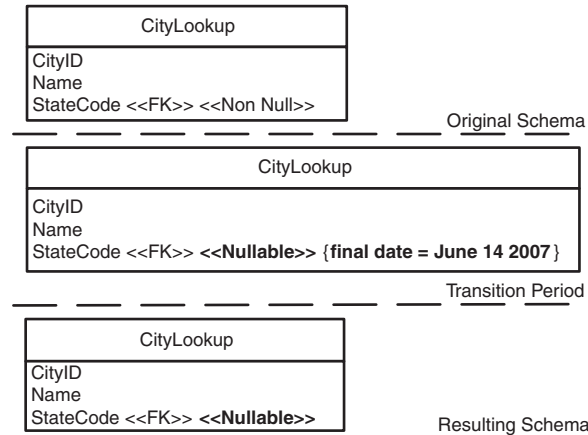 CityLookup
CityID
Name
StateCode <<FK>> <<Non Null>>
Original Schema
CityLookup
CityID
Name
StateCode <<FK>> <<Nullable>> {final date = June 14 2007}
Transition Period
CityLookup
CityID
Name
StateCode <<FK>> <<Nullable>>
Resulting Schema